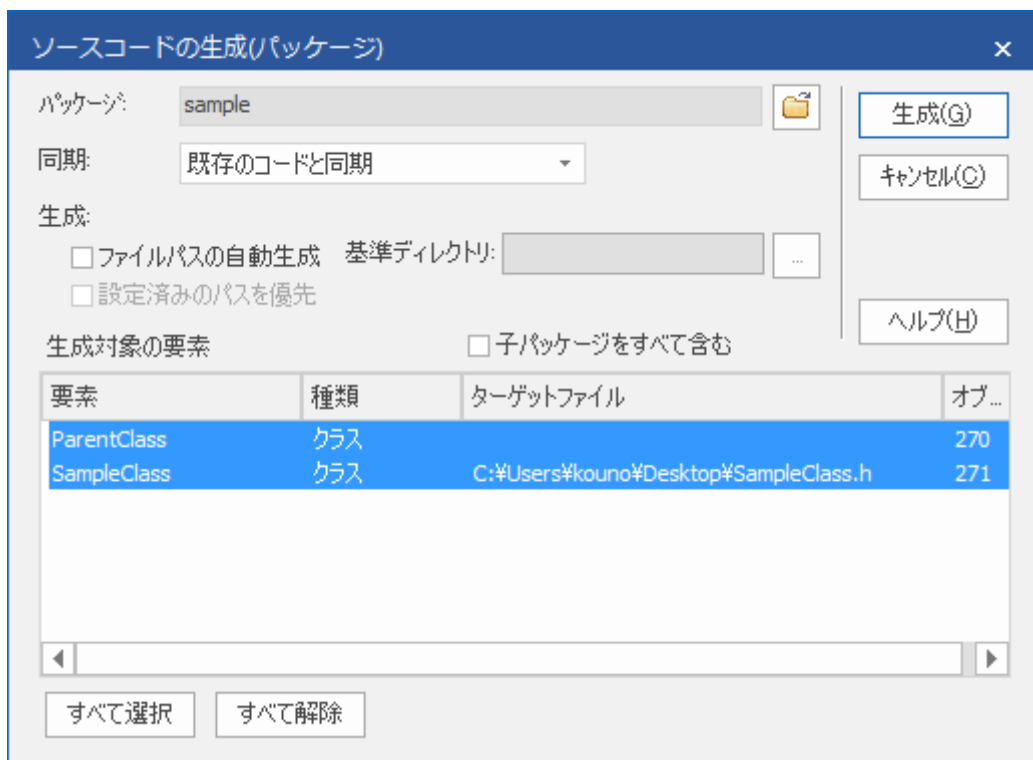 ソースコードの生成(パッケージ)
パッケージ: sample
生成(G)
同期: 既存のコードと同期
キャンセル(C)
生成:
ファイルパスの自動生成 基準ディレクトリ: ...
設定済みのパスを優先
ヘルプ(H)
生成対象の要素 子パッケージをすべて含む
要素 種類 ターゲットファイル オブ...
ParentClass クラス 270
SampleClass クラス C:¥Users¥kouno¥Desktop¥SampleClass.h 271
すべて選択 すべて解除